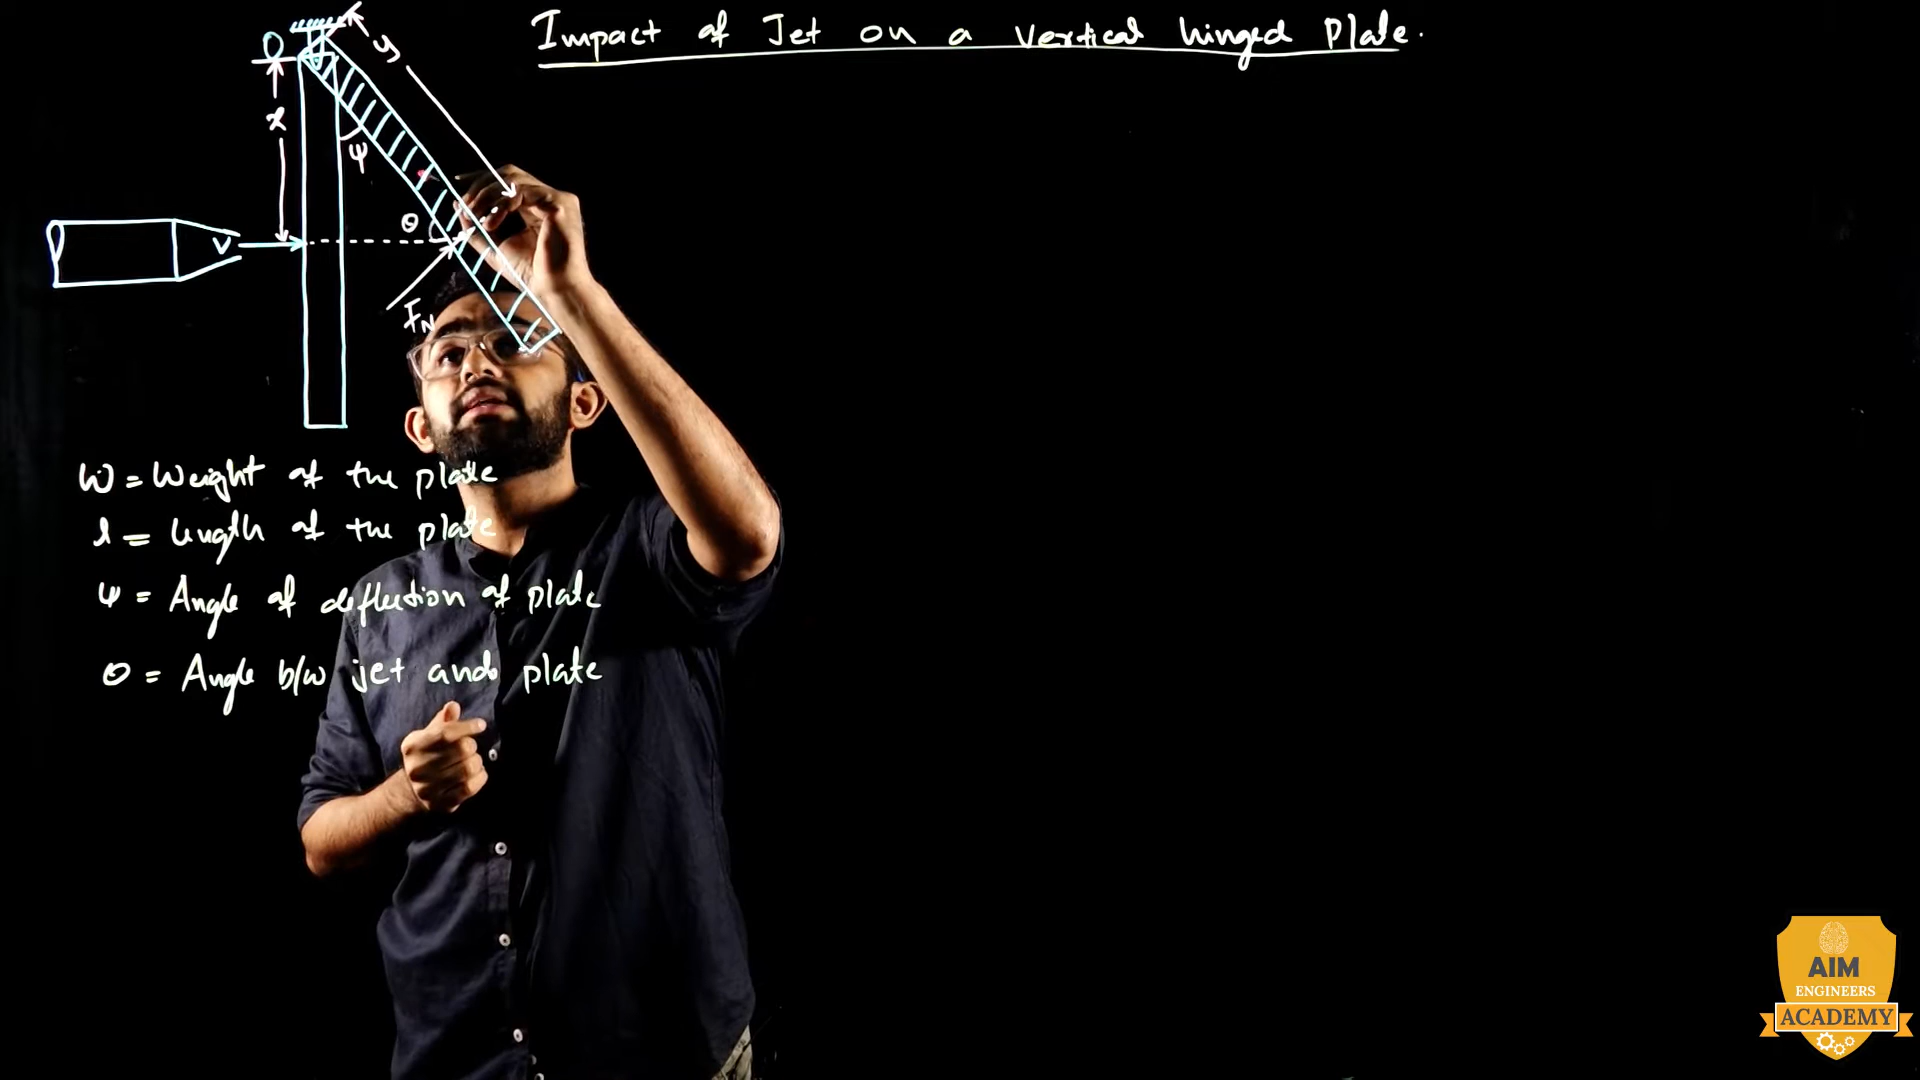 Impact of Jet on a vertical hinged Plate.
O
y
x
ψ
θ
V
FN
W = Weight of the plate
l = length of the plate
ψ = Angle of deflection of plate
θ = Angle b/w jet and plate
AIM
ENGINEERS
ACADEMY